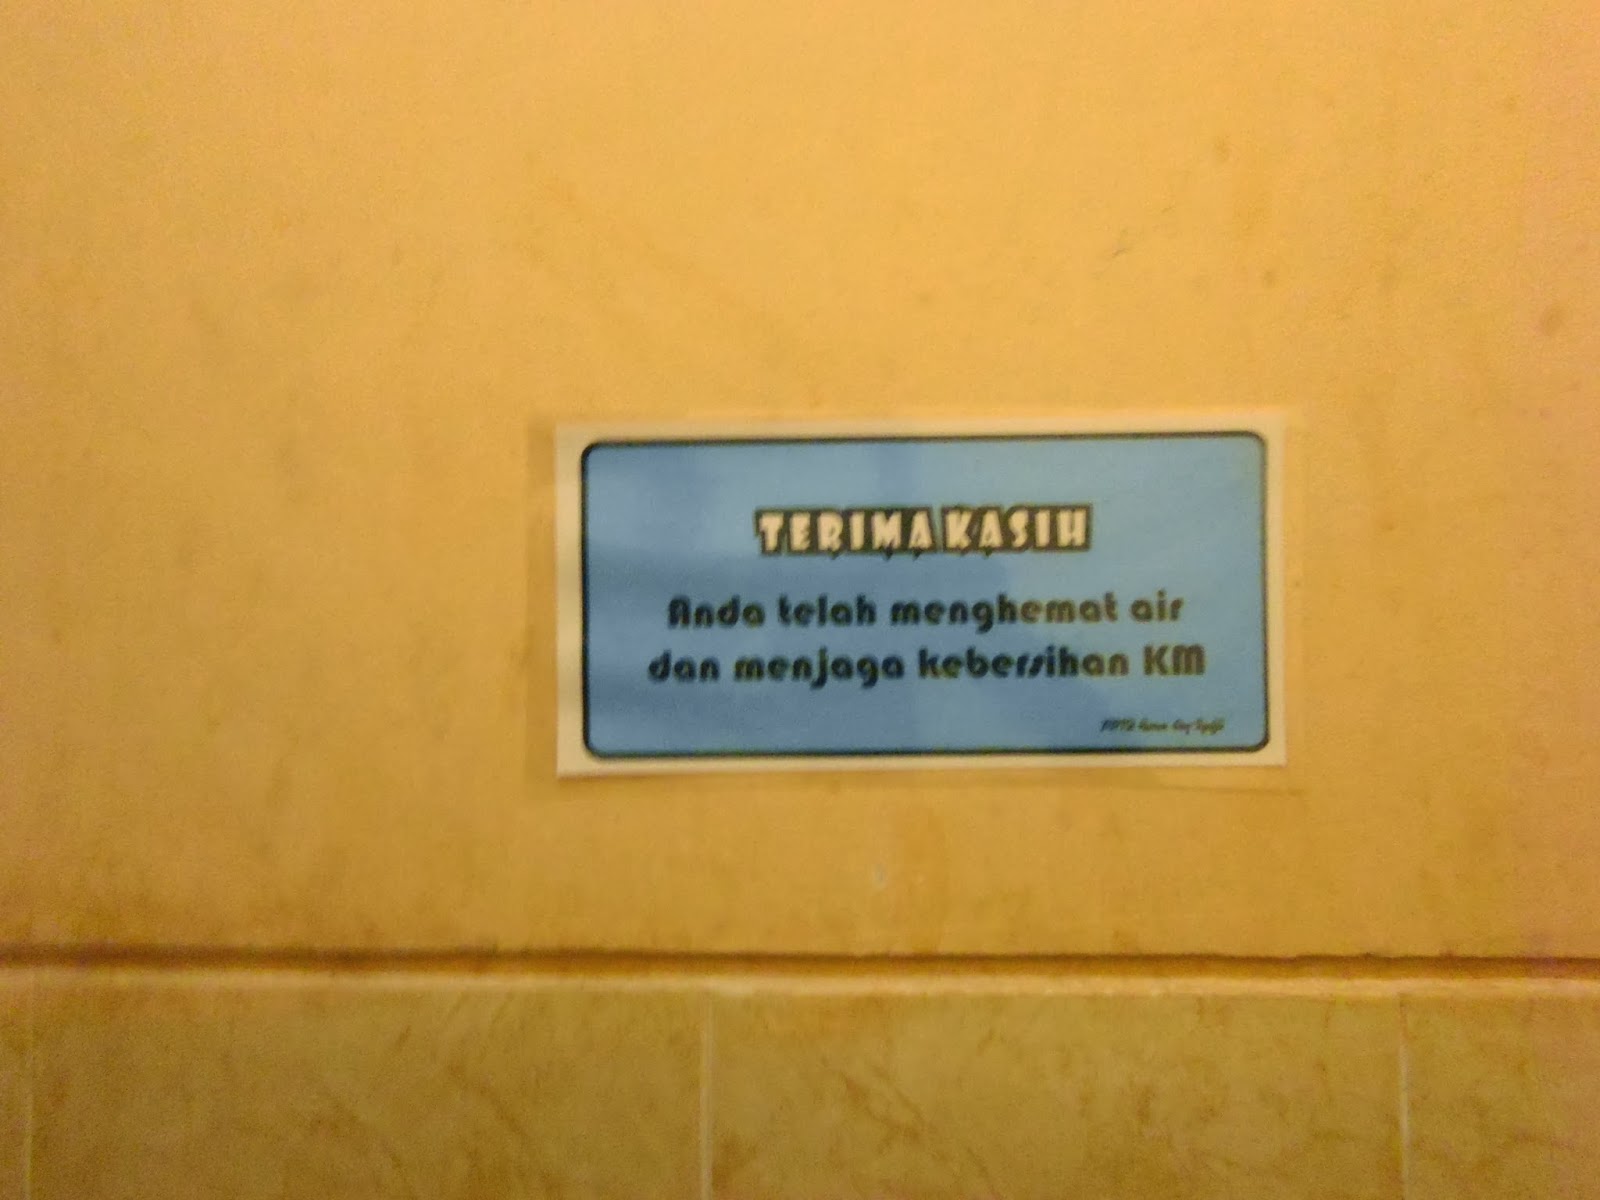 TERIMA KASIH
Anda telah menghemat air
dan menjaga kebersihan KM